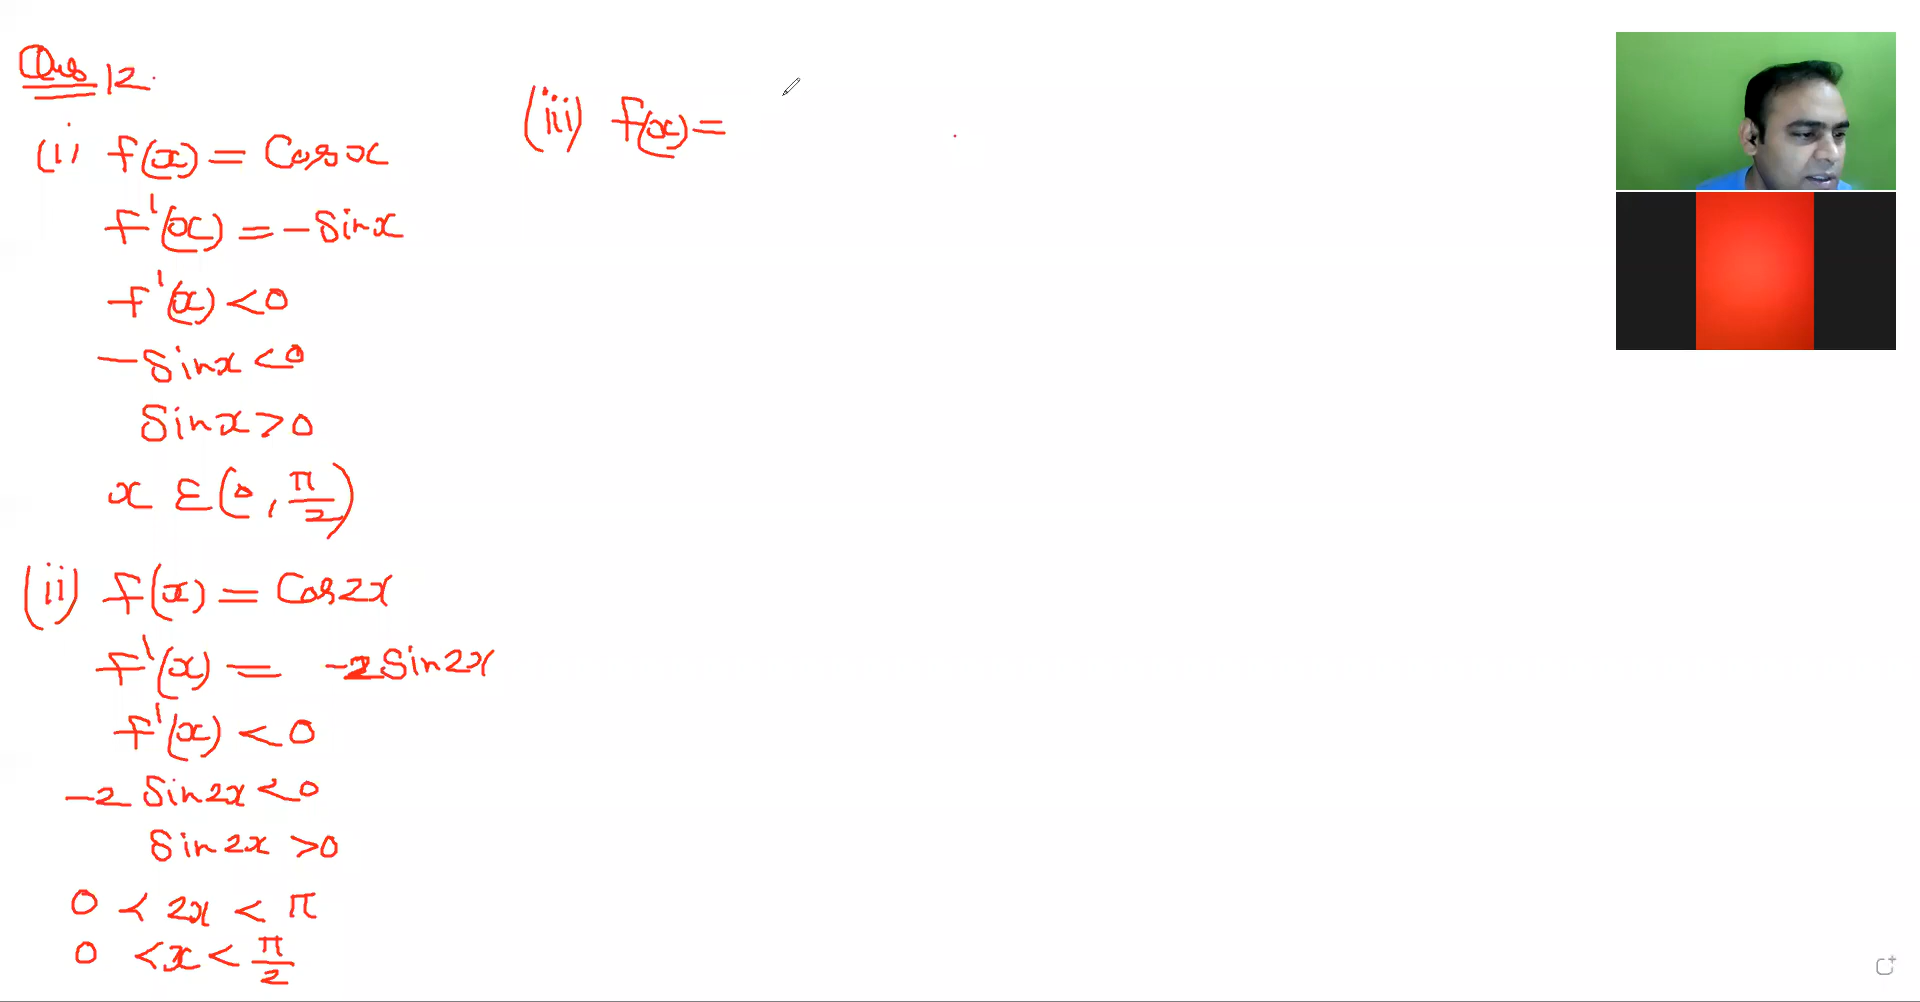 Ques 12.
(i) f(x) = Cos x
f'(x) = - Sin x
f'(x) < 0
- Sin x < 0
Sin x > 0
x ε (0, π/2)
(ii) f(x) = Cos 2x
f'(x) = -2 Sin 2x
f'(x) < 0
-2 Sin 2x < 0
Sin 2x > 0
0 < 2x < π
0 < x < π/2
(iii) f(x) =